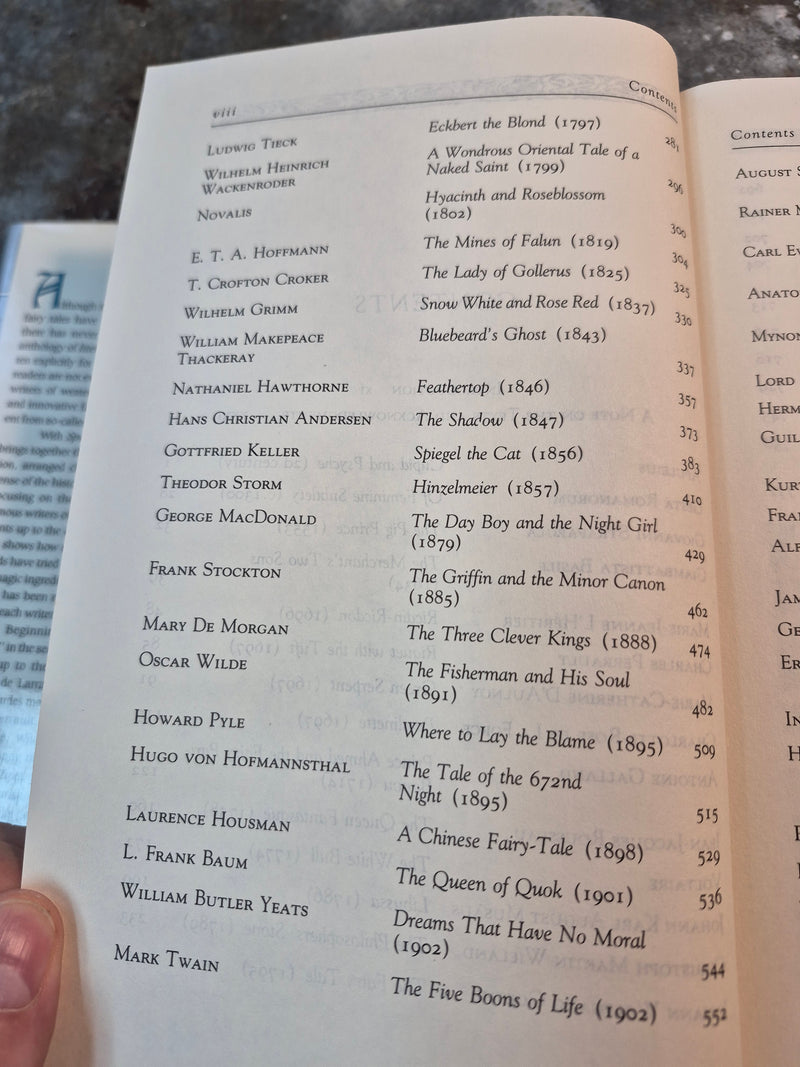 viii Contents
Ludwig Tieck Eckbert the Blond (1797) 281
Wilhelm Heinrich A Wondrous Oriental Tale of a
Wackenroder Naked Saint (1799) 296
Novalis Hyacinth and Roseblossom
(1802) 300
E. T. A. Hoffmann The Mines of Falun (1819) 304
T. Crofton Croker The Lady of Gollerus (1825) 325
Wilhelm Grimm Snow White and Rose Red (1837) 330
William Makepeace Bluebeard's Ghost (1843)
Thackeray 337
Nathaniel Hawthorne Feathertop (1846) 357
Hans Christian Andersen The Shadow (1847) 373
Gottfried Keller Spiegel the Cat (1856) 383
Theodor Storm Hinzelmeier (1857) 410
George MacDonald The Day Boy and the Night Girl
(1879) 429
Frank Stockton The Griffin and the Minor Canon
(1885) 462
Mary De Morgan The Three Clever Kings (1888) 474
Oscar Wilde The Fisherman and His Soul
(1891) 482
Howard Pyle Where to Lay the Blame (1895) 509
Hugo von Hofmannsthal The Tale of the 672nd
Night (1895) 515
Laurence Housman A Chinese Fairy-Tale (1898) 529
L. Frank Baum The Queen of Quok (1901) 536
William Butler Yeats Dreams That Have No Moral
(1902) 544
Mark Twain The Five Boons of Life (1902) 552
Contents
August
Rainer
Carl
Lord